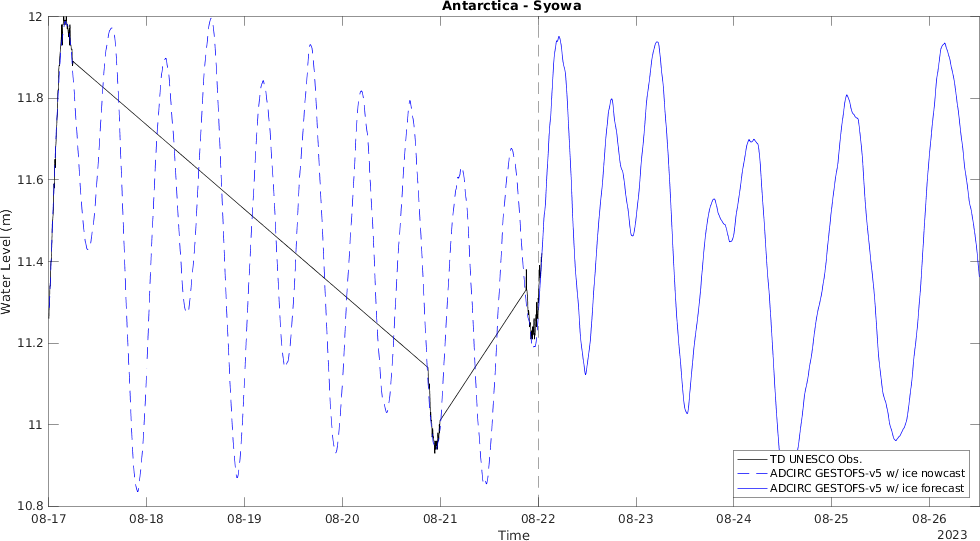 Antarctica - Syowa
12
11.8
11.6
11.4
11.2
11
10.8
Water Level (m)
TD UNESCO Obs.
ADCIRC GESTOFS-v5 w/ ice nowcast
ADCIRC GESTOFS-v5 w/ ice forecast
08-17 08-18 08-19 08-20 08-21 08-22 08-23 08-24 08-25 08-26
Time
2023